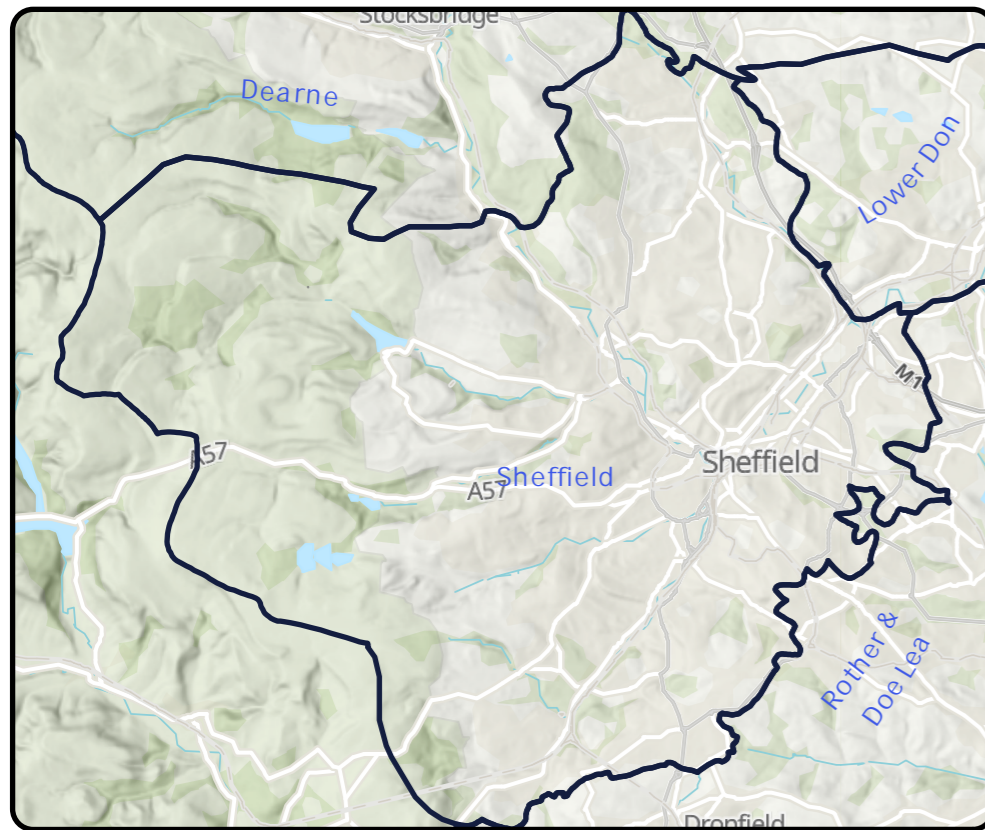 Stocksbridge
Dearne
Lower Don
M1
A57
Sheffield
A57
Sheffield
Rother &
Doe Lea
Dronfield